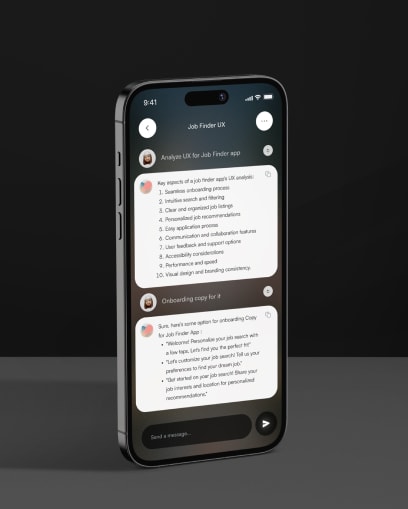 9:41
Job Finder UX
Analyze UX for Job Finder app
Key aspects of a job finder app's UX analysis:
1. Seamless onboarding process
2. Intuitive search and filtering
3. Clear and organized job listings
4. Personalized job recommendations
5. Easy application process
6. Communication and collaboration features
7. User feedback and support options
8. Accessibility considerations
9. Performance and speed
10. Visual design and branding consistency.
Onboarding copy for it
Sure, here's some option for onboarding Copy
for Job Finder App :
• "Welcome! Personalize your job search with
a few taps. Let's find you the perfect fit!"
• "Let's customize your job search! Tell us your
preferences to find your dream job."
• "Get started on your job search! Share your
job interests and location for personalized
recommendations."
Send a message...